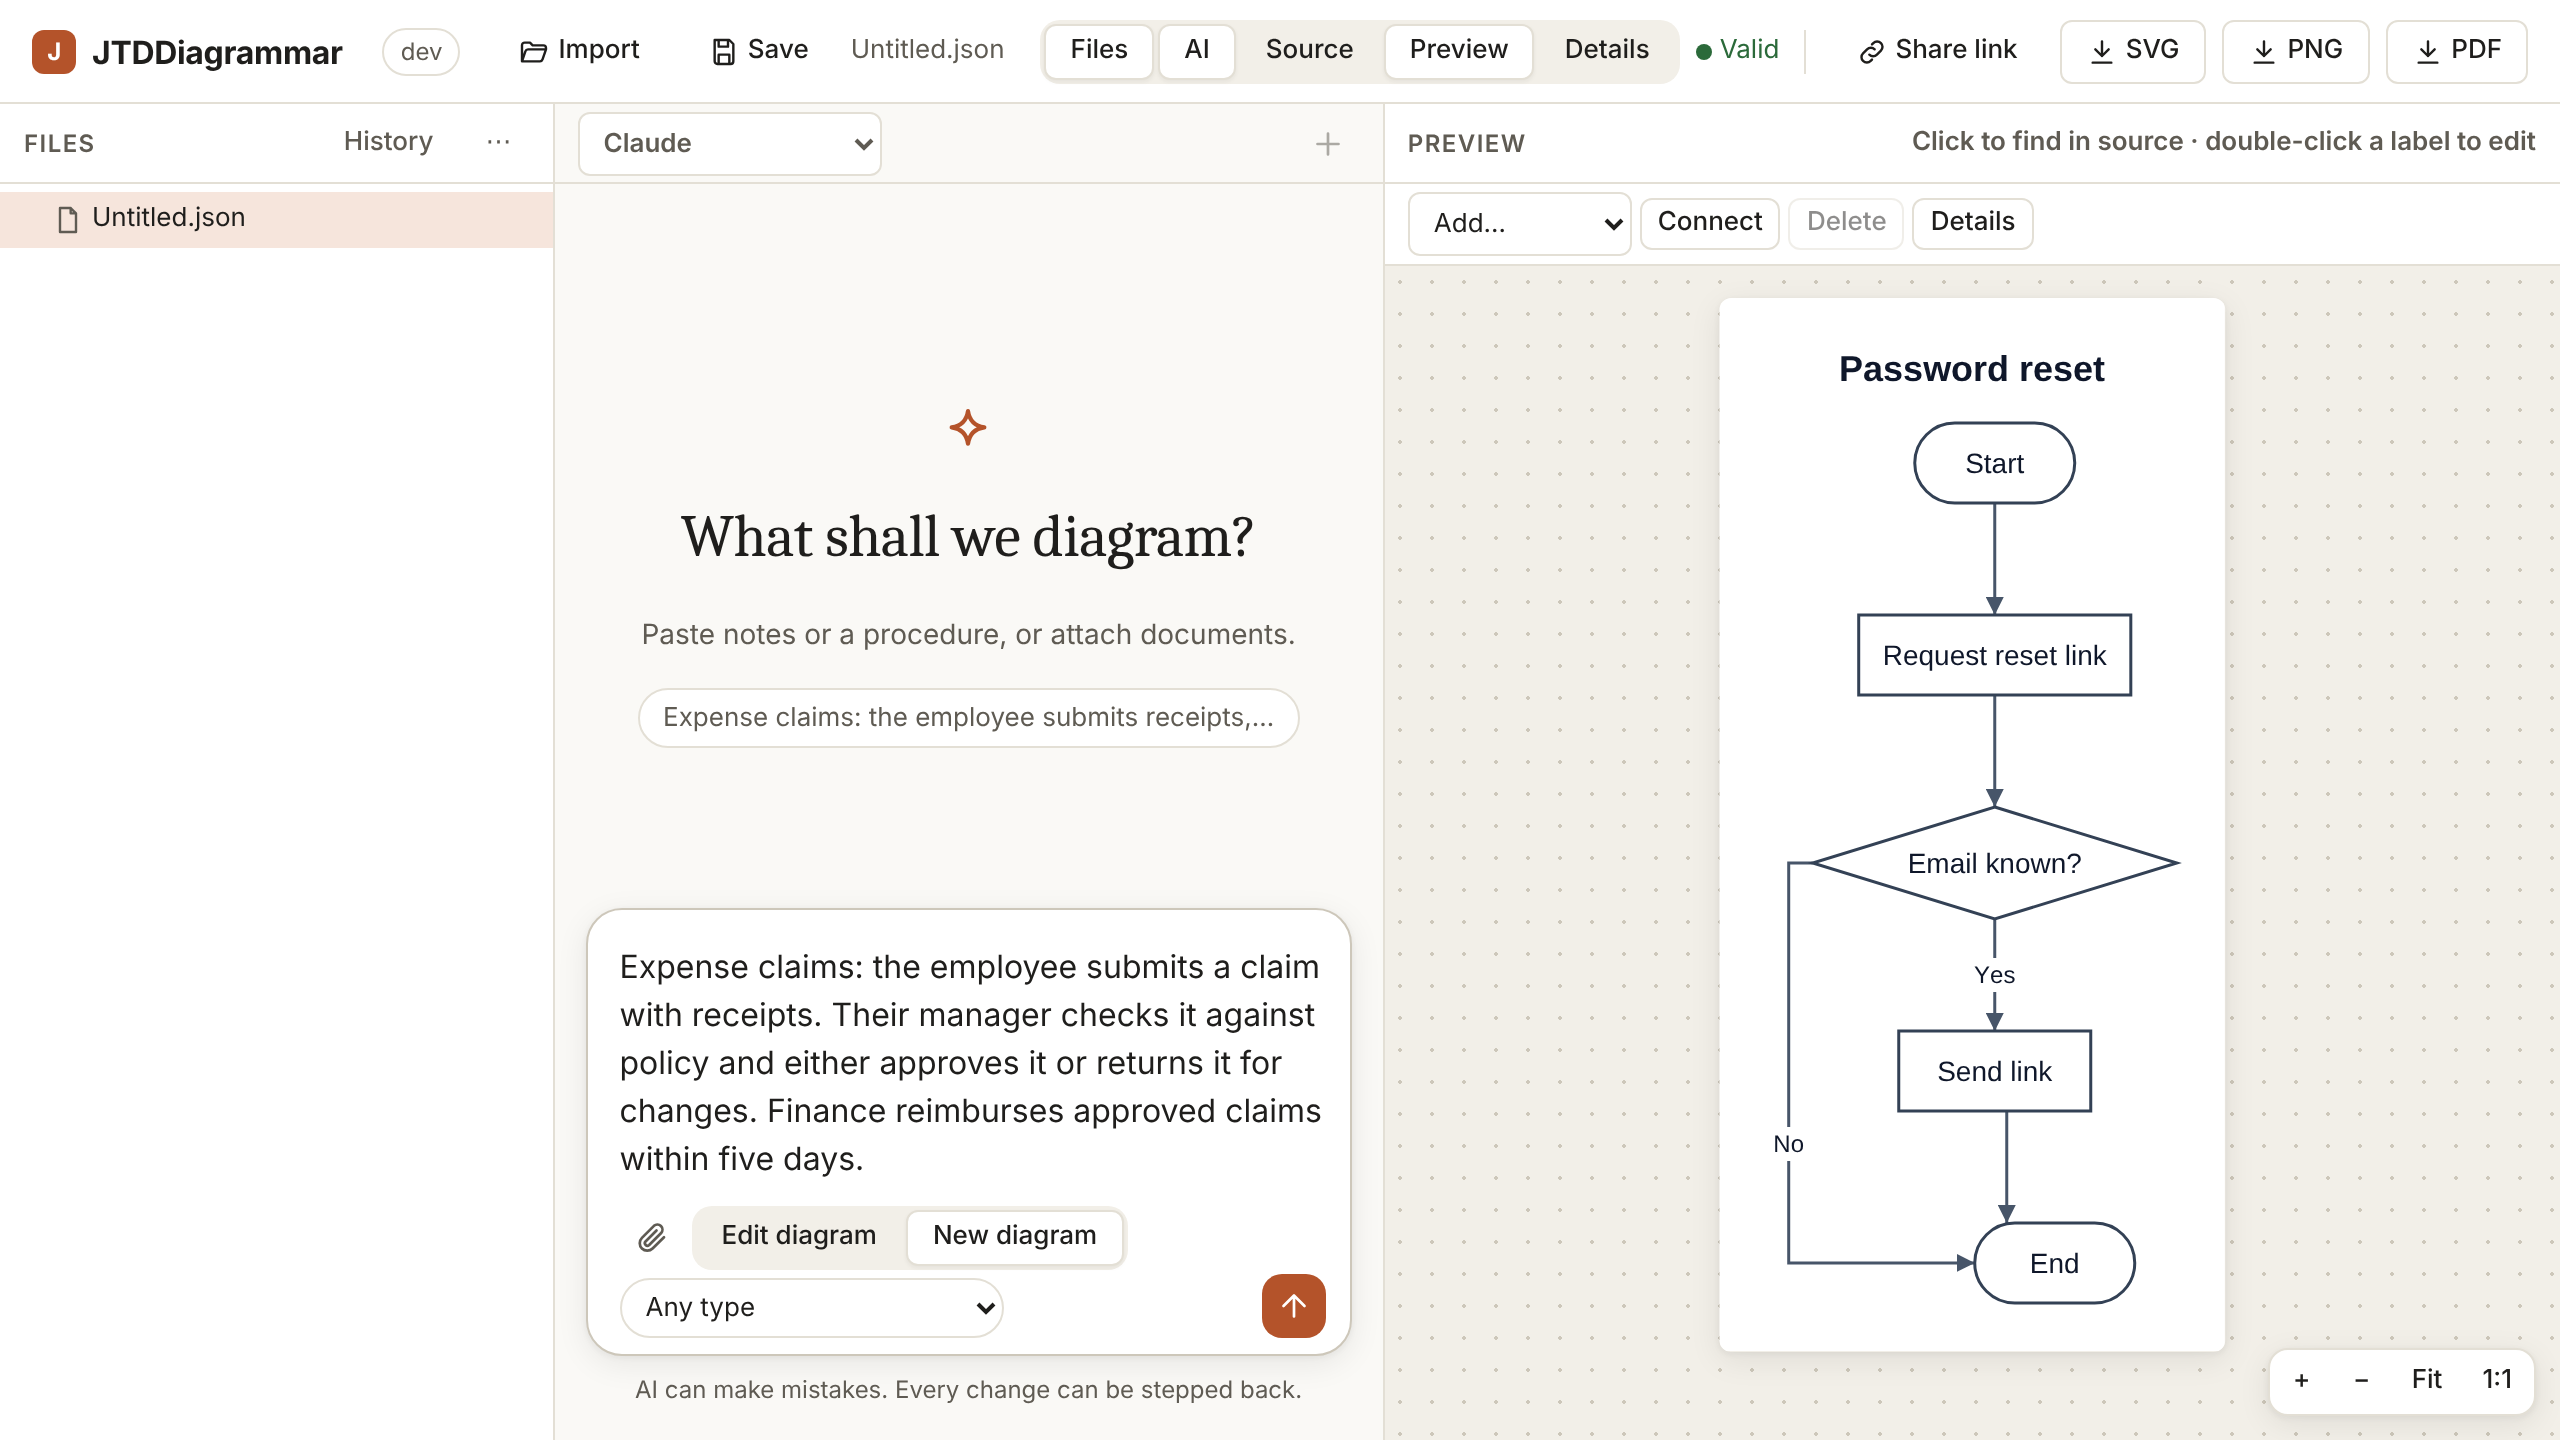 J JTDDiagrammar dev Import Save Untitled.json Files AI Source Preview Details Valid Share link SVG PNG PDF
FILES History ···
Untitled.json
Claude
What shall we diagram?
Paste notes or a procedure, or attach documents.
Expense claims: the employee submits receipts,...
Expense claims: the employee submits a claim
with receipts. Their manager checks it against
policy and either approves it or returns it for
changes. Finance reimburses approved claims
within five days.
Edit diagram New diagram
Any type
AI can make mistakes. Every change can be stepped back.
PREVIEW Click to find in source · double-click a label to edit
Add... Connect Delete Details
Password reset
Start
Request reset link
Email known?
Yes
Send link
No
End
+ − Fit 1:1